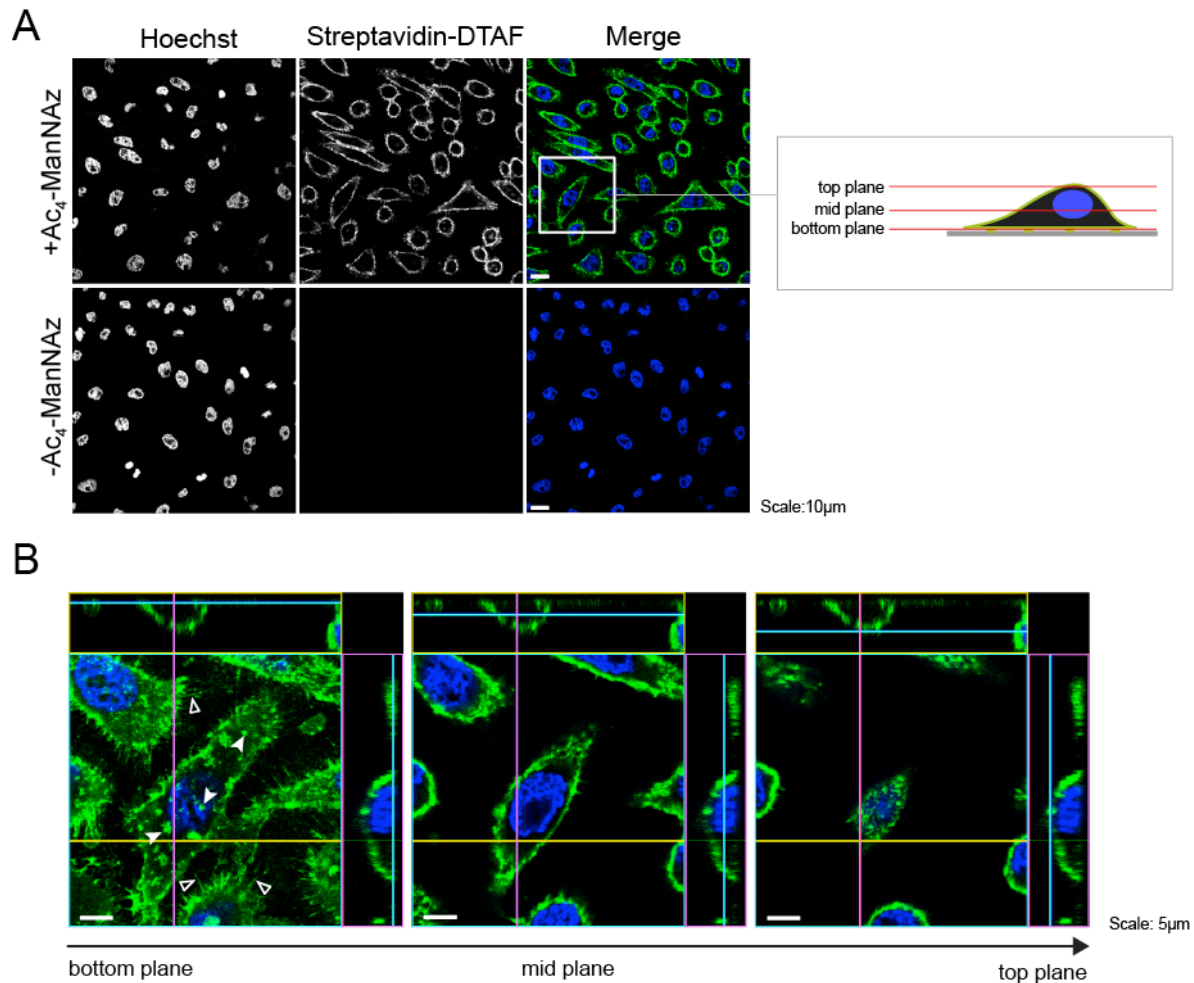 A
Hoechst
Streptavidin-DTAF
Merge
+Ac₄-ManNAz
top plane
mid plane
bottom plane
-Ac₄-ManNAz
Scale:10µm
B
Scale: 5µm
bottom plane
mid plane
top plane